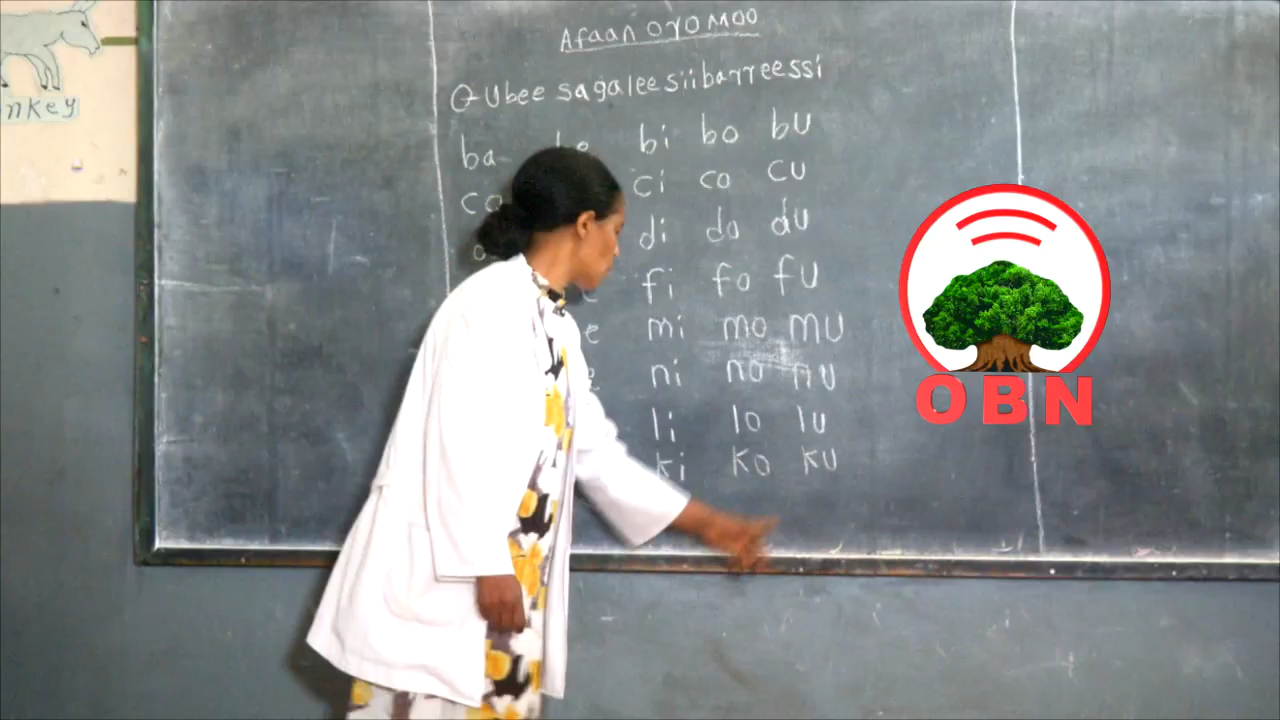 nkey
Afaan oromoo
Qubee sagaleesiibarreessi
ba bi bo bu
ci co cu
di do du
fi fo fu
mi mo mu
ni no nu
li lo lu
ki ko ku
OBN